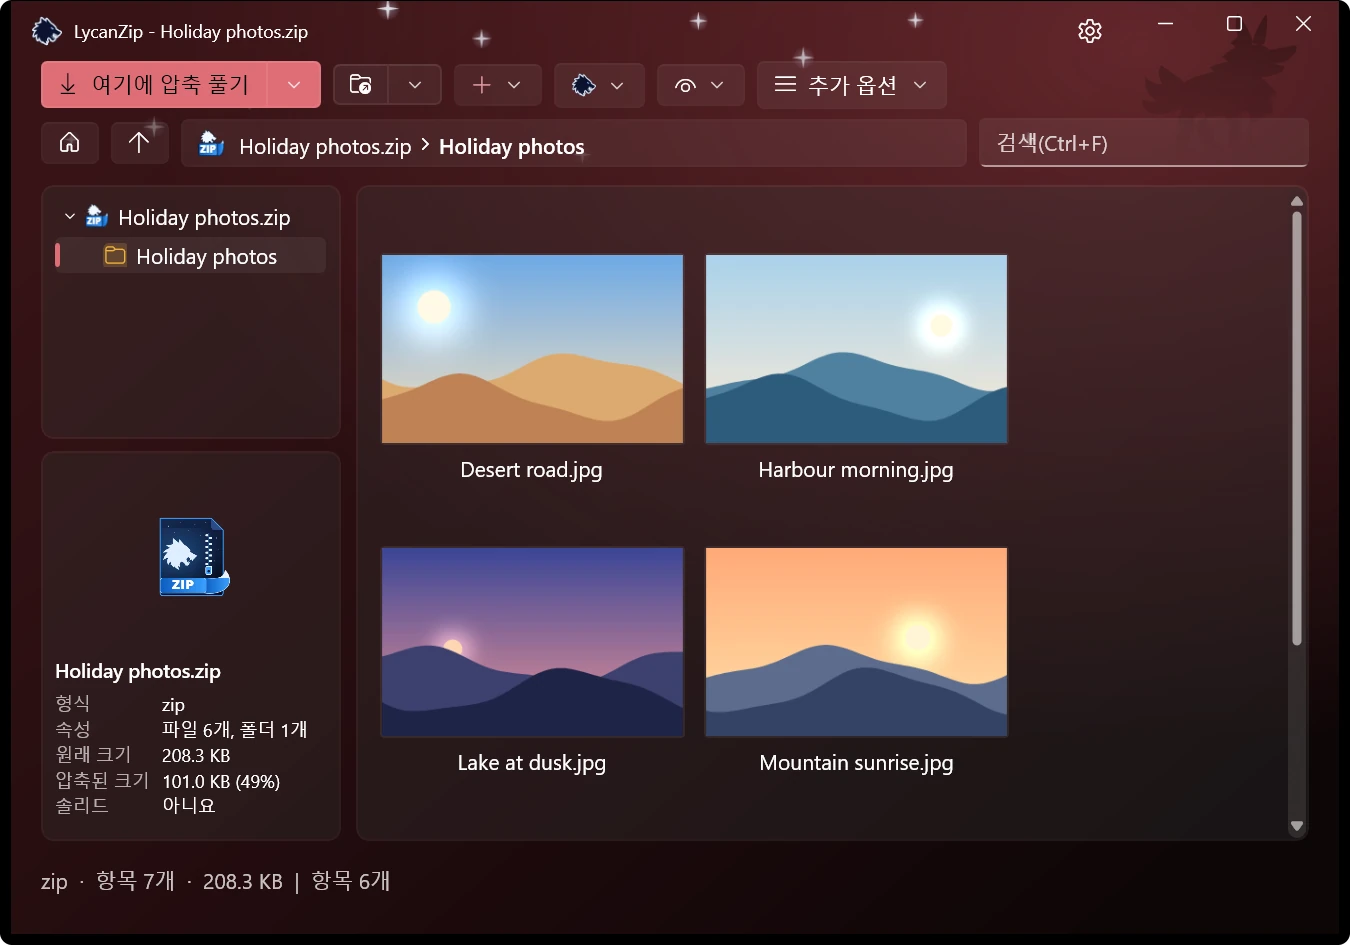 LycanZip - Holiday photos.zip
여기에 압축 풀기
추가 옵션
Holiday photos.zip > Holiday photos
검색(Ctrl+F)
Holiday photos.zip
Holiday photos
Desert road.jpg
Harbour morning.jpg
Lake at dusk.jpg
Mountain sunrise.jpg
ZIP
Holiday photos.zip
형식 zip
속성 파일 6개, 폴더 1개
원래 크기 208.3 KB
압축된 크기 101.0 KB (49%)
솔리드 아니요
zip · 항목 7개 · 208.3 KB | 항목 6개